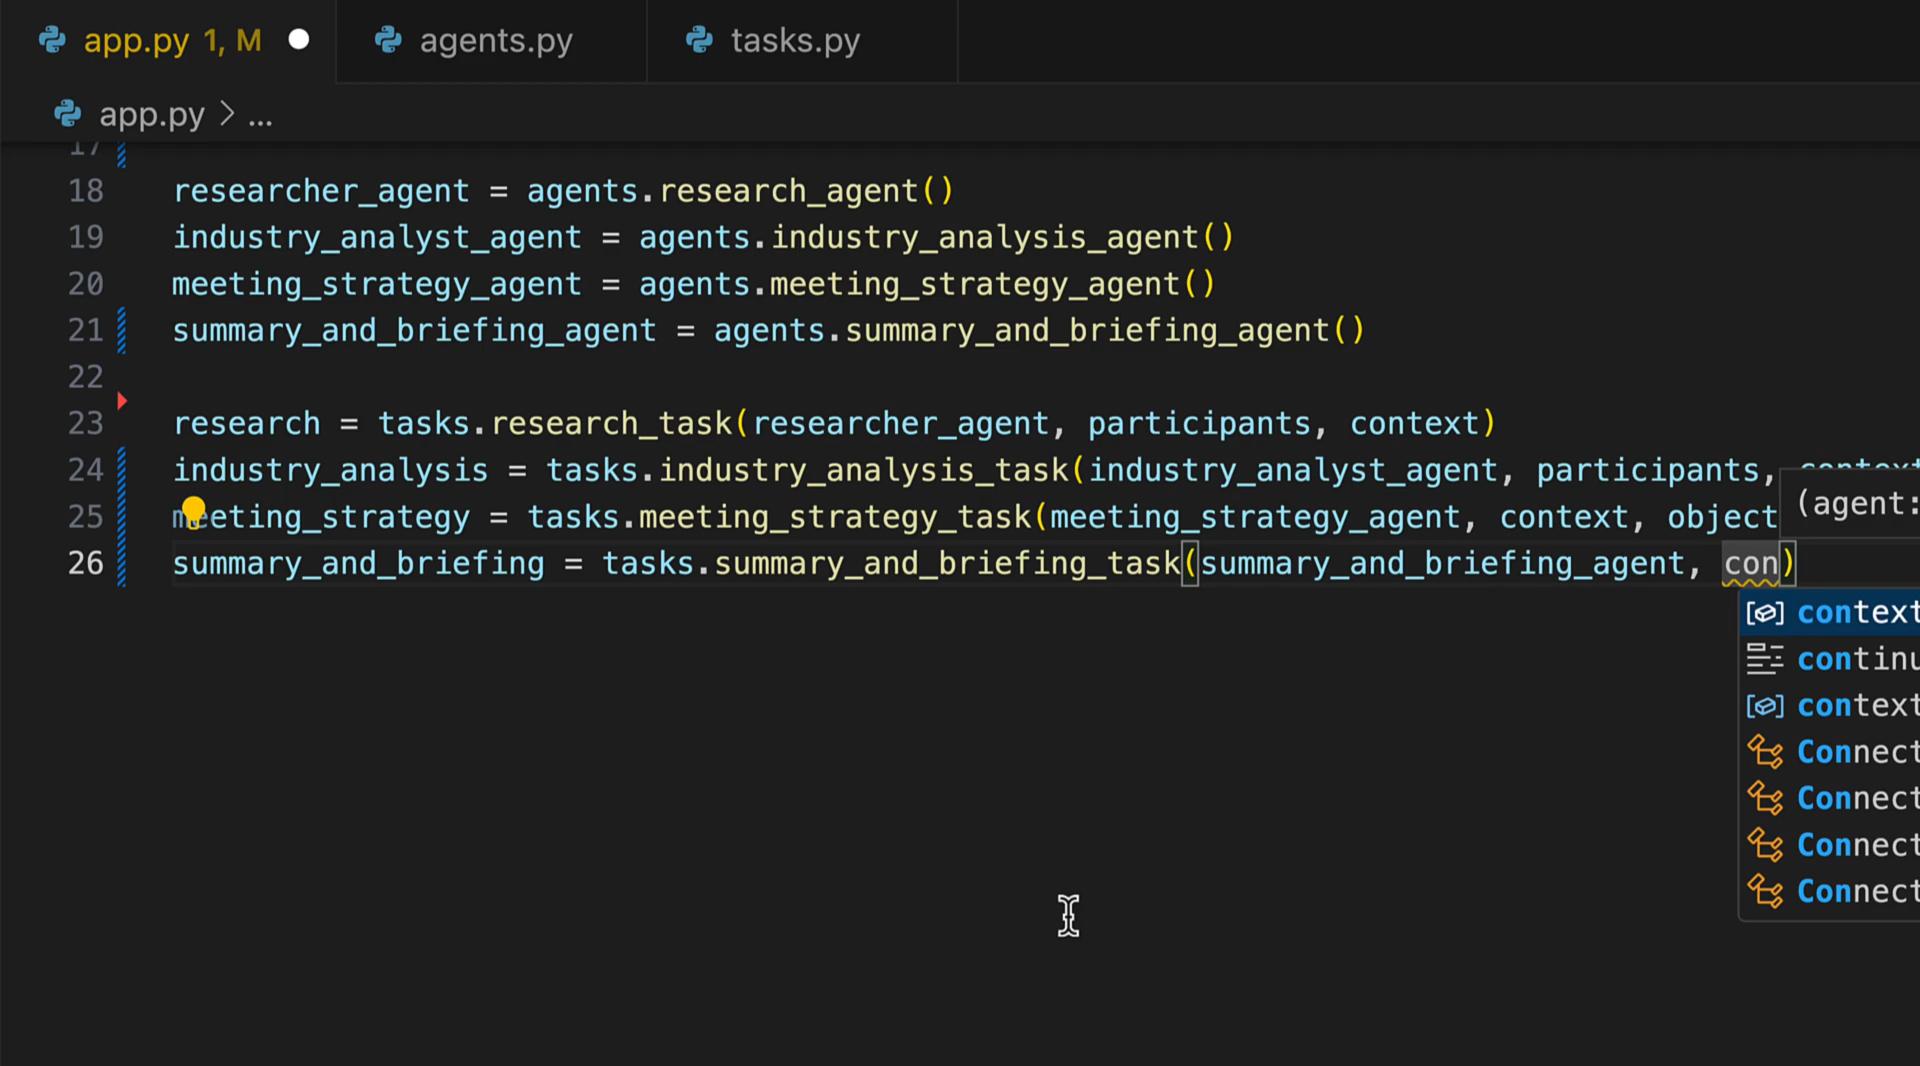 app.py 1, M agents.py tasks.py
app.py > ...
17
18 researcher_agent = agents.research_agent()
19 industry_analyst_agent = agents.industry_analysis_agent()
20 meeting_strategy_agent = agents.meeting_strategy_agent()
21 summary_and_briefing_agent = agents.summary_and_briefing_agent()
22
23 research = tasks.research_task(researcher_agent, participants, context)
24 industry_analysis = tasks.industry_analysis_task(industry_analyst_agent, participants, context
25 meeting_strategy = tasks.meeting_strategy_task(meeting_strategy_agent, context, object
(agent:
26 summary_and_briefing = tasks.summary_and_briefing_task(summary_and_briefing_agent, con)
context
continu
context
Connect
Connect
Connect
Connect